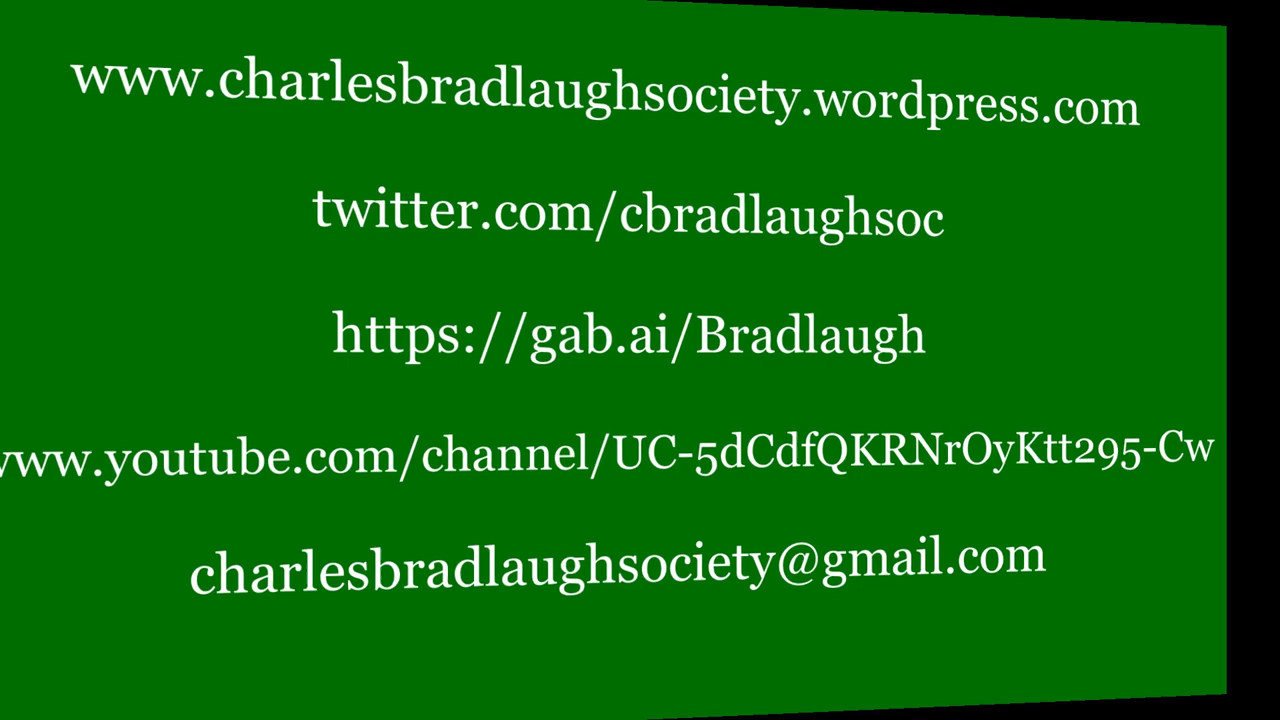 www.charlesbradlaughsociety.wordpress.com
twitter.com/cbradlaughsoc
https://gab.ai/Bradlaugh
www.youtube.com/channel/UC-5dCdfQKRNrOyKtt295-Cw
charlesbradlaughsociety@gmail.com